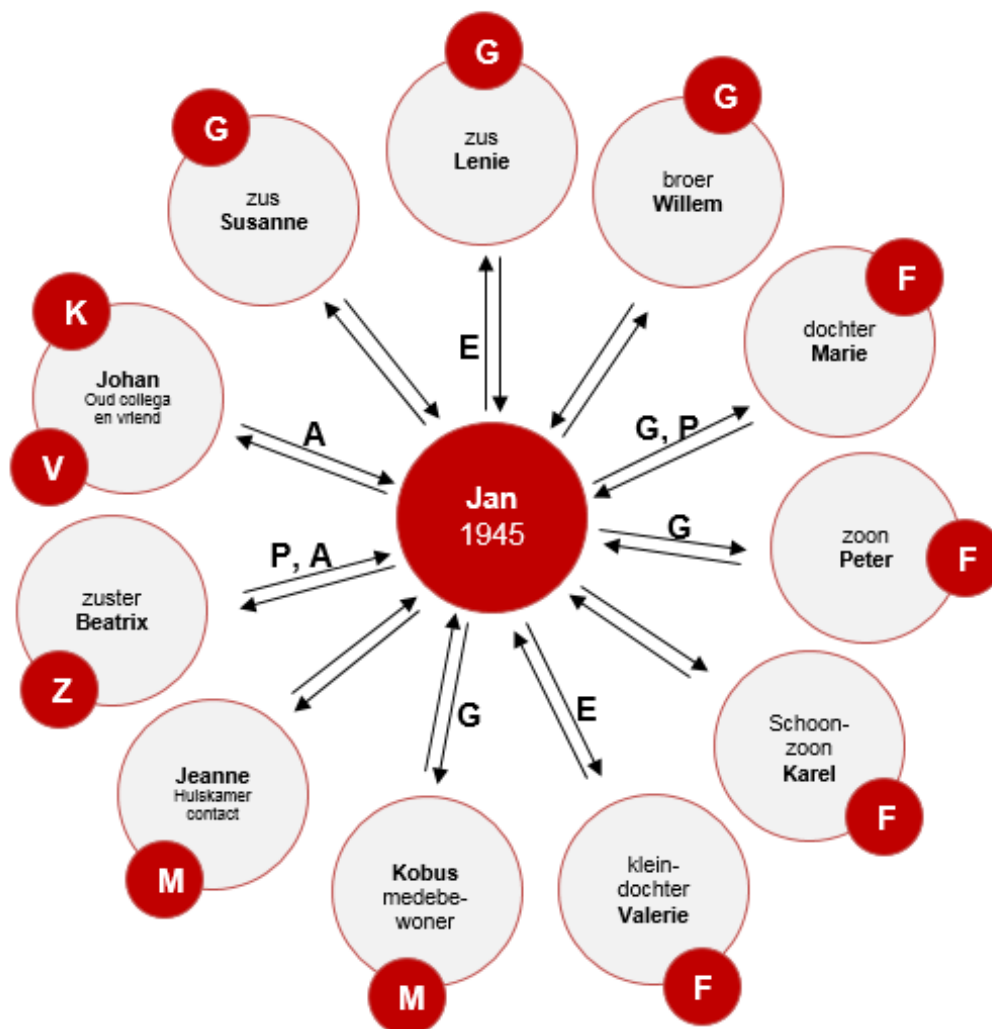 G
zus
Lenie
G
broer
Willem
G
zus
Susanne
F
dochter
Marie
K
Johan
Oud collega
en vriend
V
E
A
G, P
Jan
1945
G
zoon
Peter
F
P, A
zuster
Beatrix
Z
G
E
Schoon-
zoon
Karel
F
Jeanne
Huiskamer
contact
M
Kobus
medebe-
woner
M
klein-
dochter
Valerie
F